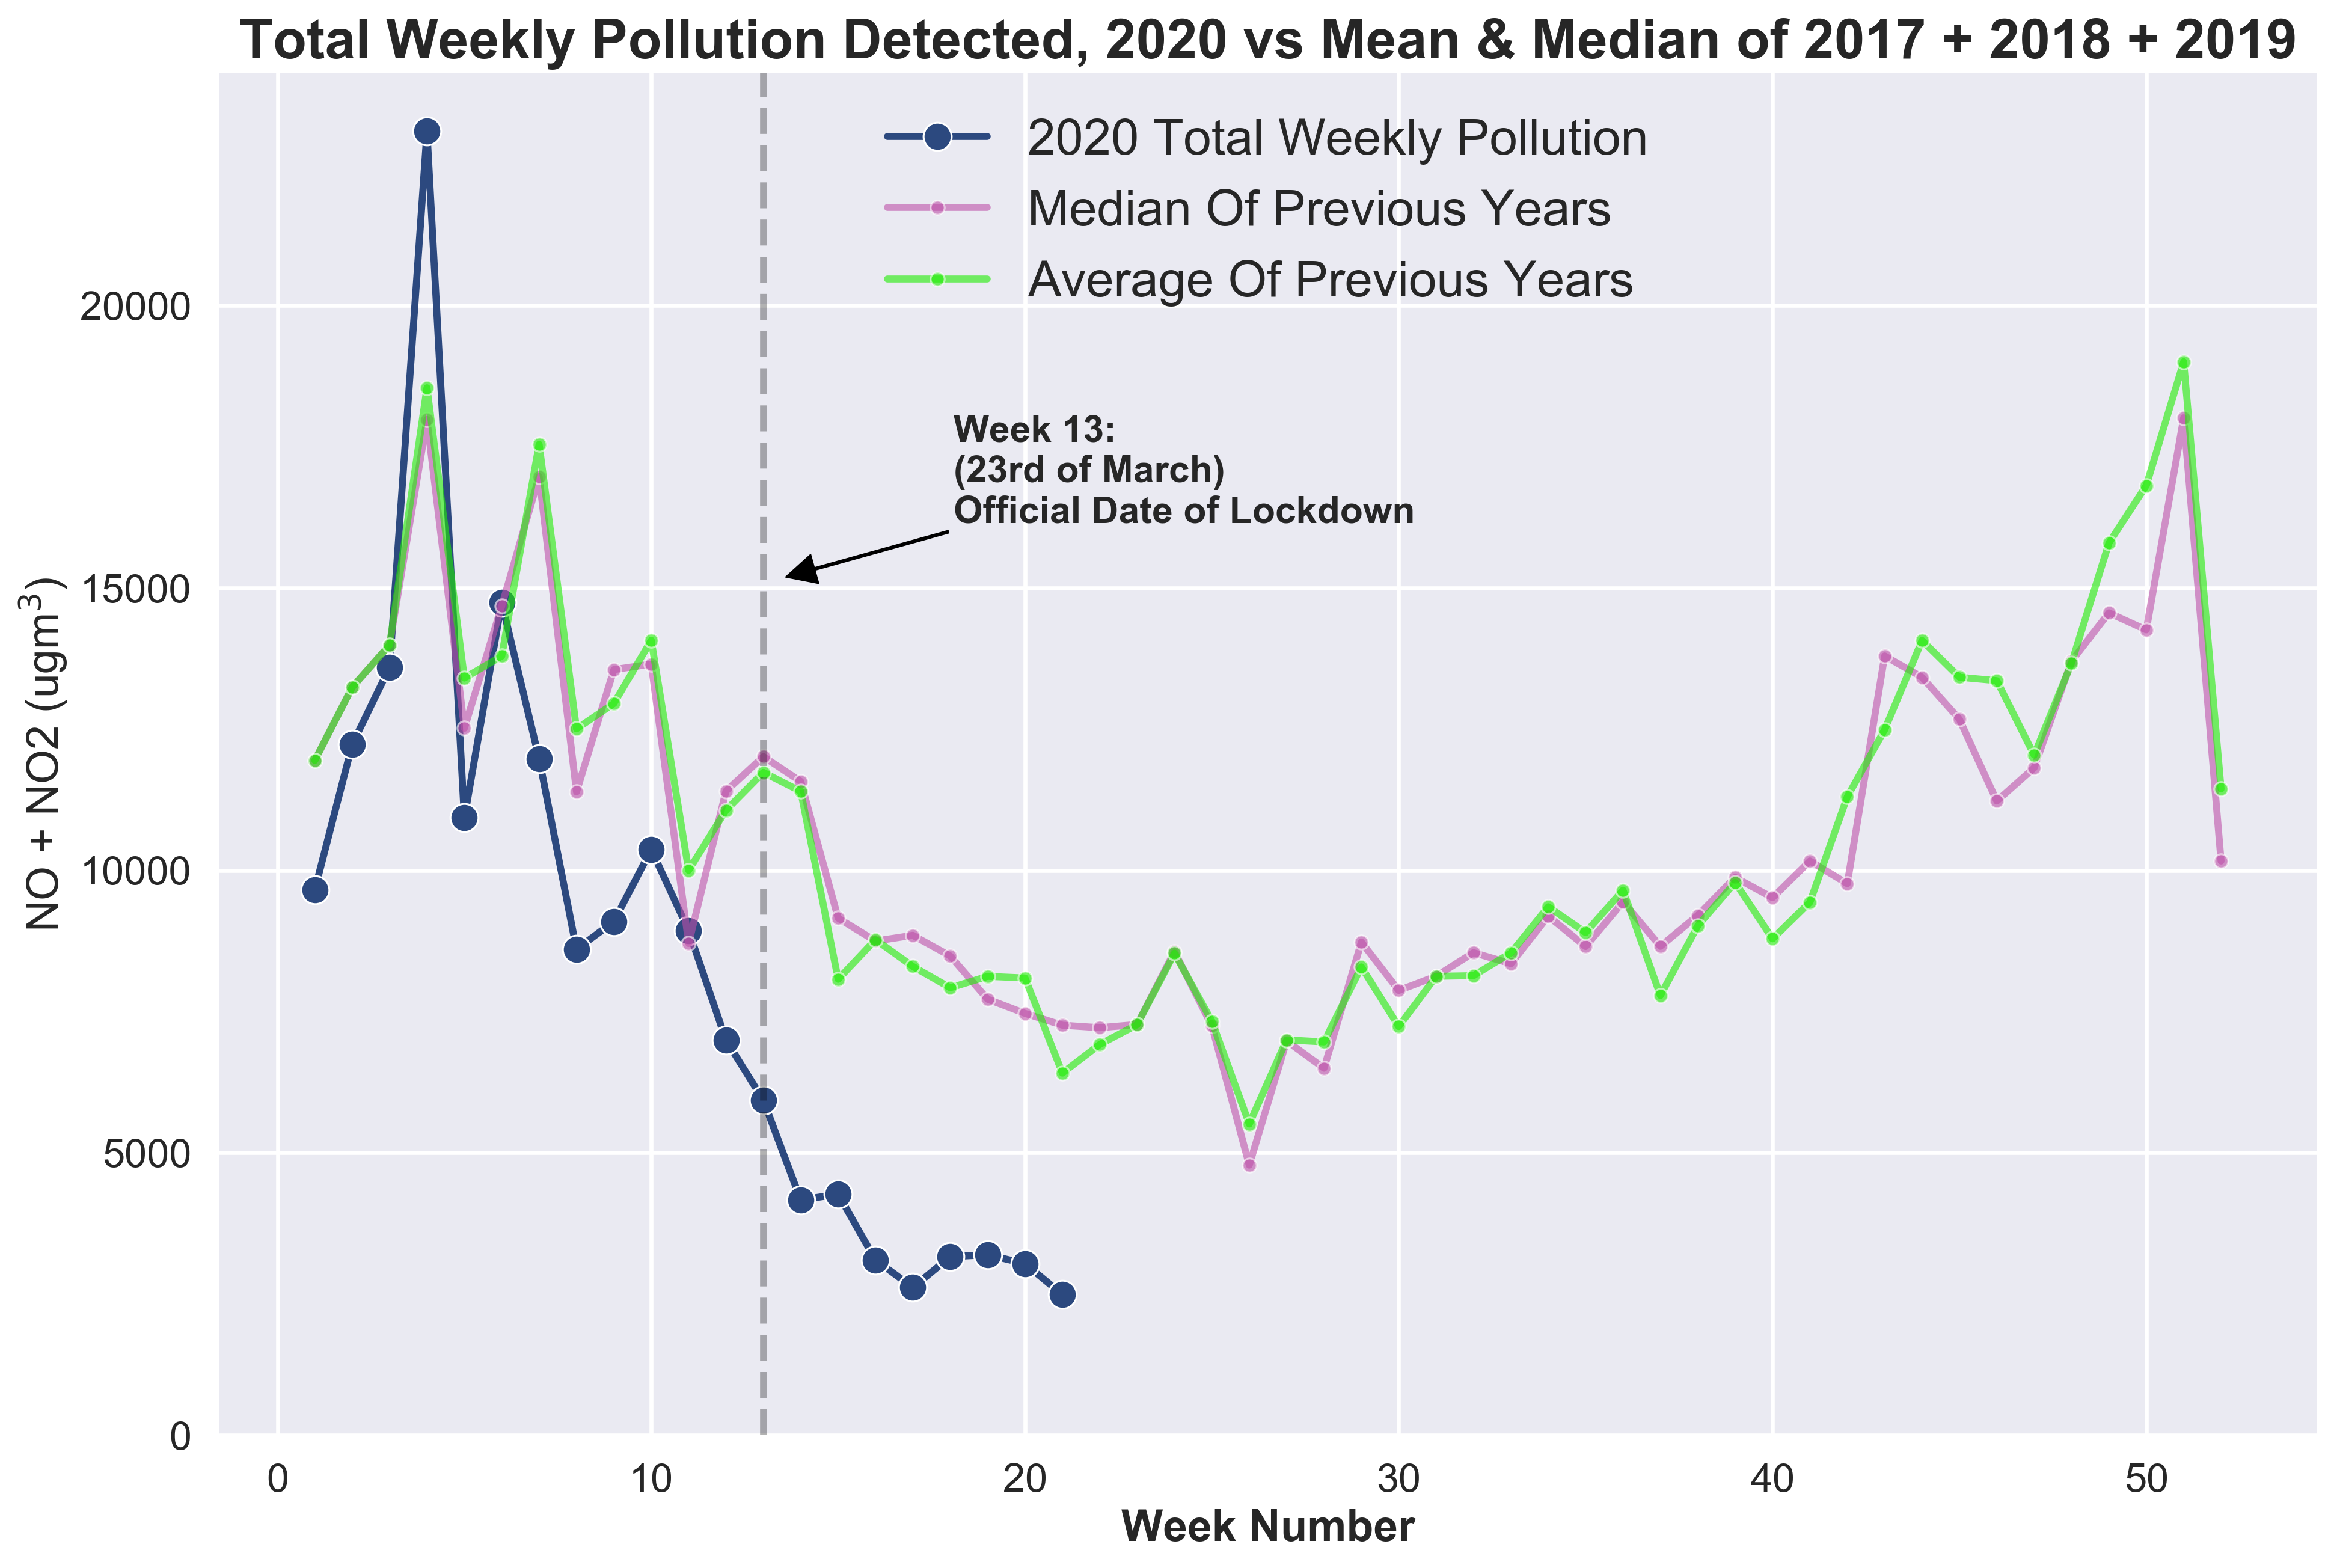 Total Weekly Pollution Detected, 2020 vs Mean & Median of 2017 + 2018 + 2019
2020 Total Weekly Pollution
Median Of Previous Years
Average Of Previous Years
Week 13:
(23rd of March)
Official Date of Lockdown
NO + NO2 (ugm³)
20000
15000
10000
5000
0
0 10 20 30 40 50
Week Number